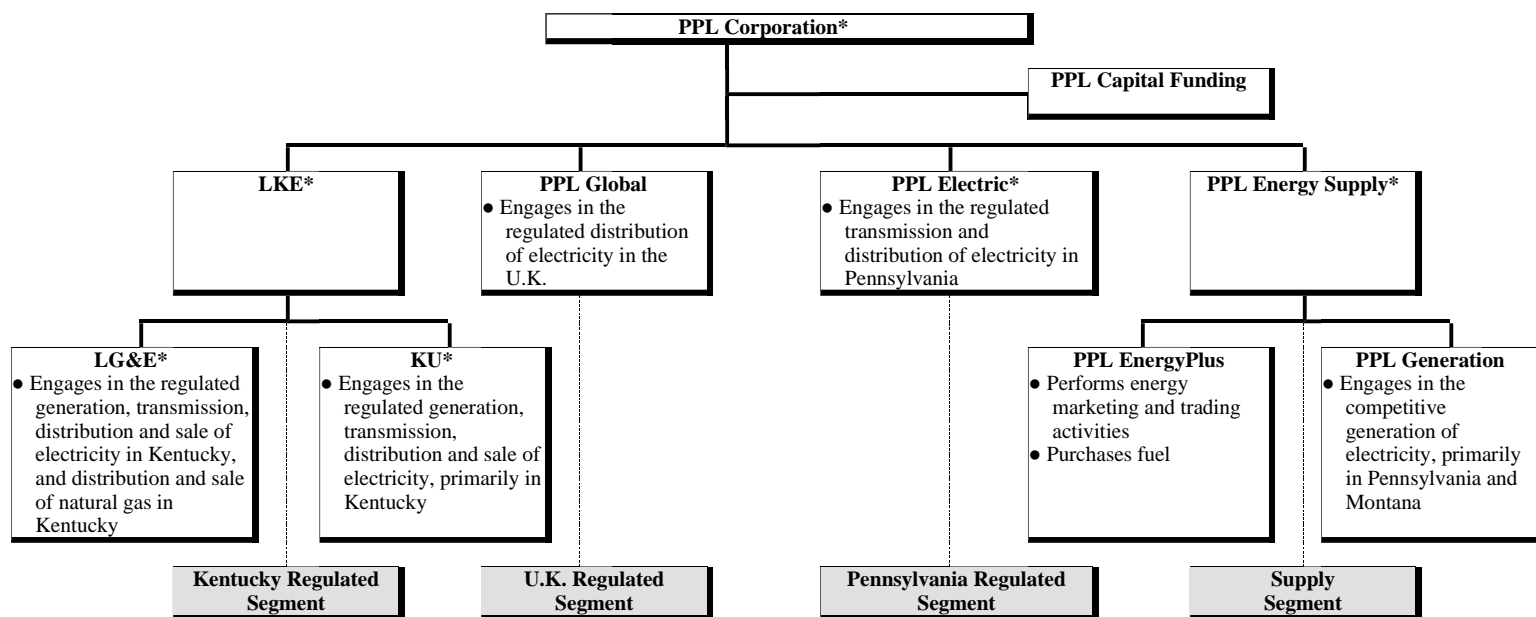 PPL Corporation*
PPL Capital Funding
LKE*
PPL Global
● Engages in the
regulated distribution
of electricity in the
U.K.
PPL Electric*
● Engages in the regulated
transmission and
distribution of electricity in
Pennsylvania
PPL Energy Supply*
LG&E*
● Engages in the regulated
generation, transmission,
distribution and sale of
electricity in Kentucky,
and distribution and sale
of natural gas in
Kentucky
KU*
● Engages in the
regulated generation,
transmission,
distribution and sale of
electricity, primarily in
Kentucky
PPL EnergyPlus
● Performs energy
marketing and trading
activities
● Purchases fuel
PPL Generation
● Engages in the
competitive
generation of
electricity, primarily
in Pennsylvania and
Montana
Kentucky Regulated
Segment
U.K. Regulated
Segment
Pennsylvania Regulated
Segment
Supply
Segment